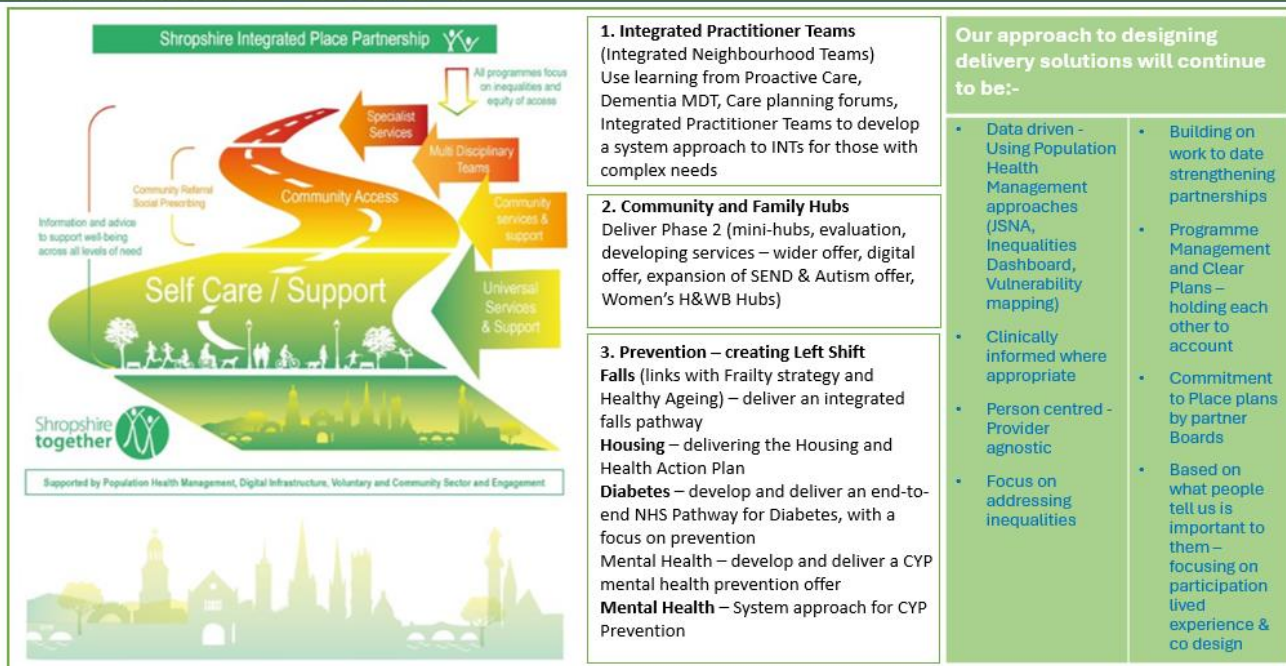 Shropshire Integrated Place Partnership
All programmes focus
on inequalities and
equity of access
Specialist
Services
Multi Disciplinary
Teams
Community Access
Community Referral
Social Prescribing
Community
services &
support
Information and advice
to support well-being
across all levels of need
Self Care / Support
Universal
Services
& Support
Shropshire
together
Supported by Population Health Management, Digital Infrastructure, Voluntary and Community Sector and Engagement
1. Integrated Practitioner Teams
(Integrated Neighbourhood Teams)
Use learning from Proactive Care,
Dementia MDT, Care planning forums,
Integrated Practitioner Teams to develop
a system approach to INTs for those with
complex needs
2. Community and Family Hubs
Deliver Phase 2 (mini-hubs, evaluation,
developing services – wider offer, digital
offer, expansion of SEND & Autism offer,
Women's H&WB Hubs)
3. Prevention – creating Left Shift
Falls (links with Frailty strategy and
Healthy Ageing) – deliver an integrated
falls pathway
Housing – delivering the Housing and
Health Action Plan
Diabetes – develop and deliver an end-to-
end NHS Pathway for Diabetes, with a
focus on prevention
Mental Health – develop and deliver a CYP
mental health prevention offer
Mental Health – System approach for CYP
Prevention
Our approach to designing
delivery solutions will continue
to be:-
• Data driven -
Using Population
Health
Management
approaches
(JSNA,
Inequalities
Dashboard,
Vulnerability
mapping)
• Clinically
informed where
appropriate
• Person centred -
Provider
agnostic
• Focus on
addressing
inequalities
• Building on
work to date
strengthening
partnerships
• Programme
Management
and Clear
Plans –
holding each
other to
account
• Commitment
to Place plans
by partner
Boards
• Based on
what people
tell us is
important to
them –
focusing on
participation
lived
experience &
co design